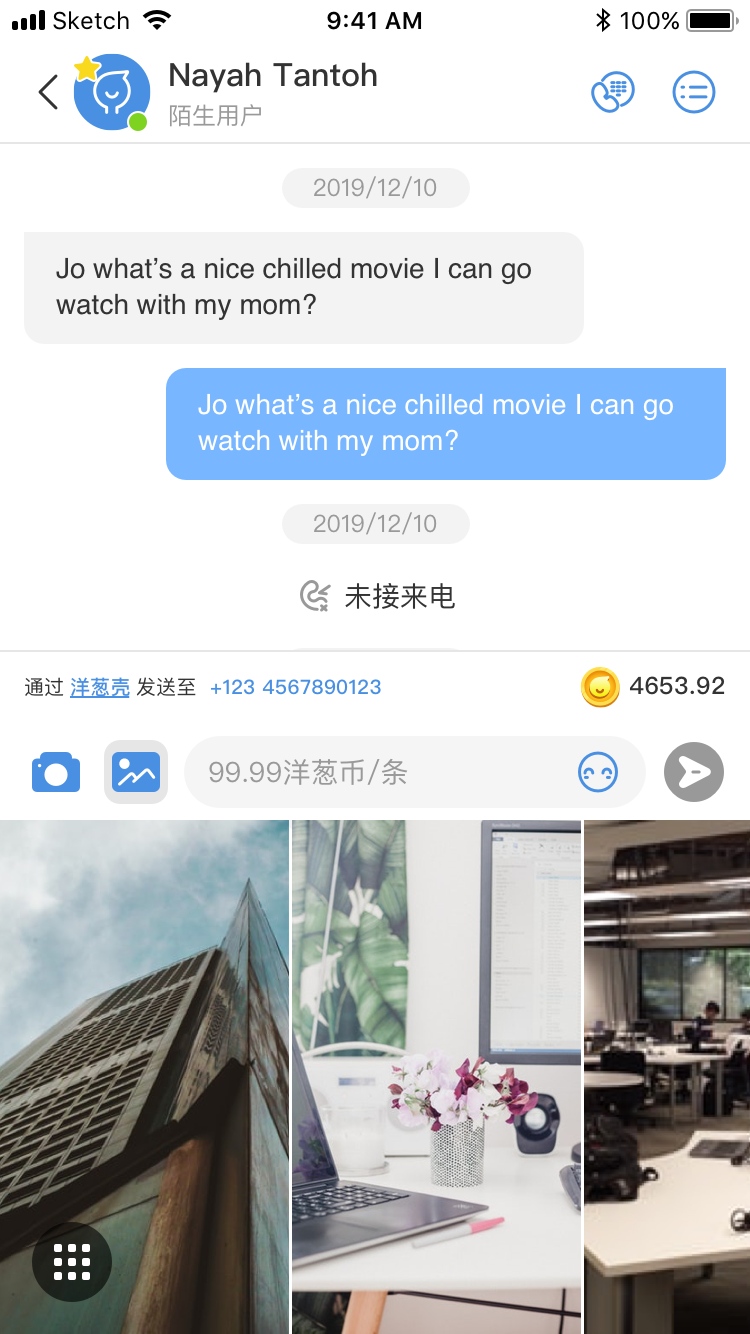 Sketch 9:41 AM 100%
Nayah Tantoh
陌生用户
2019/12/10
Jo what’s a nice chilled movie I can go
watch with my mom?
Jo what’s a nice chilled movie I can go
watch with my mom?
2019/12/10
未接来电
通过 洋葱壳 发送至 +123 4567890123 4653.92
99.99洋葱币/条